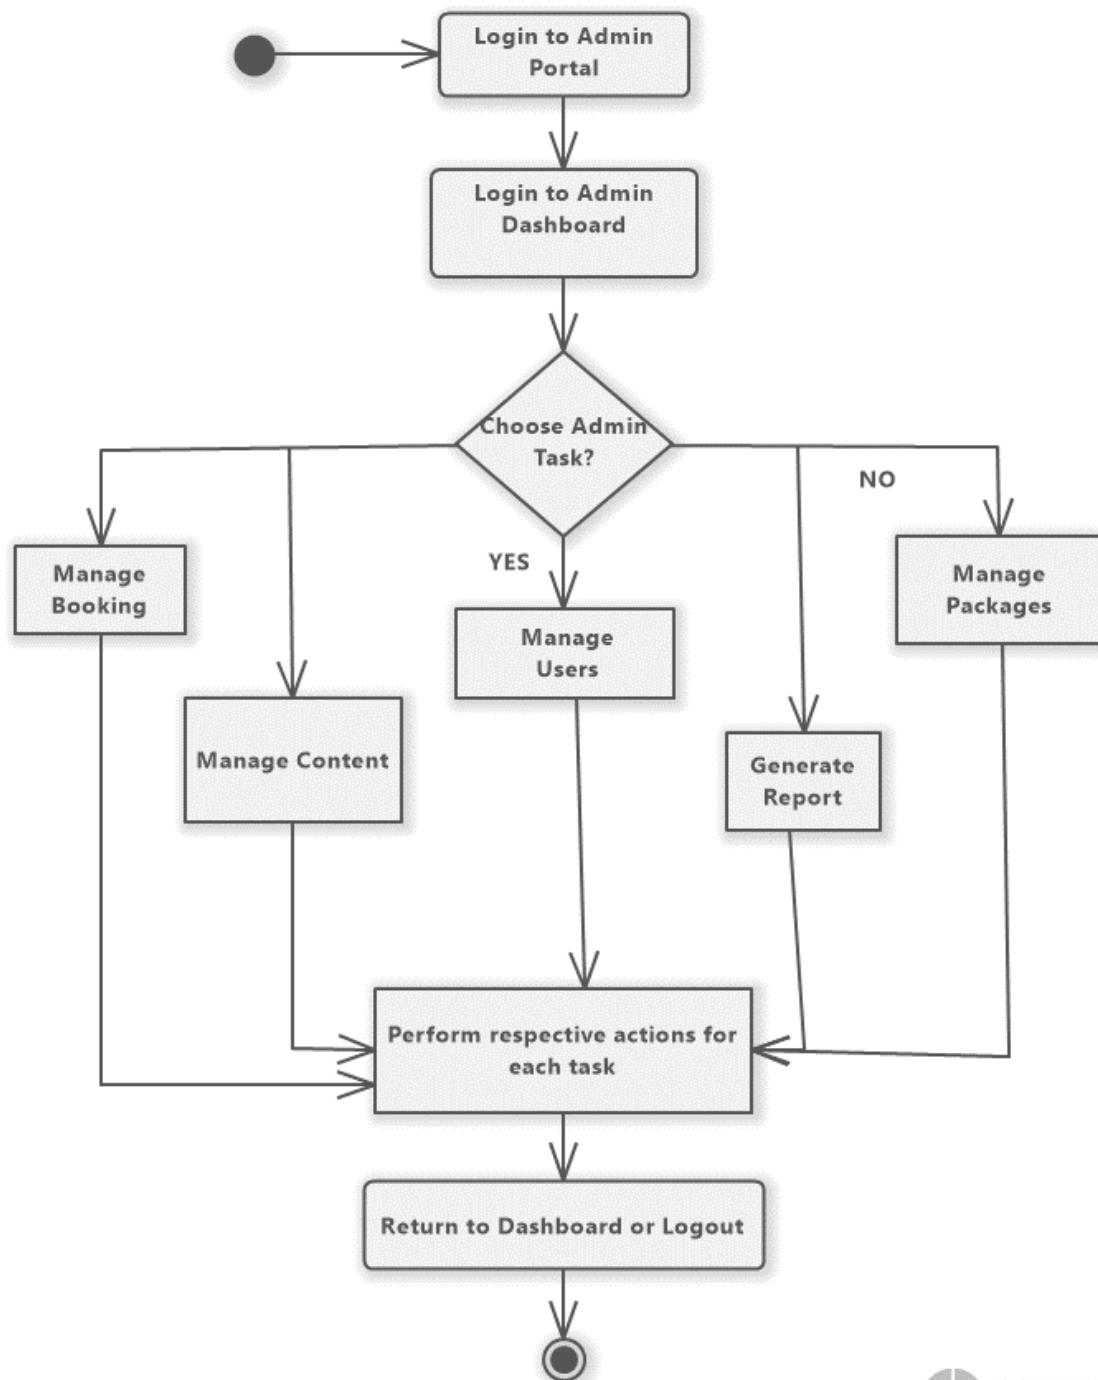 Login to Admin
Portal
Login to Admin
Dashboard
Choose Admin
Task?
NO
YES
Manage
Booking
Manage
Users
Manage
Packages
Manage Content
Generate
Report
Perform respective actions for
each task
Return to Dashboard or Logout